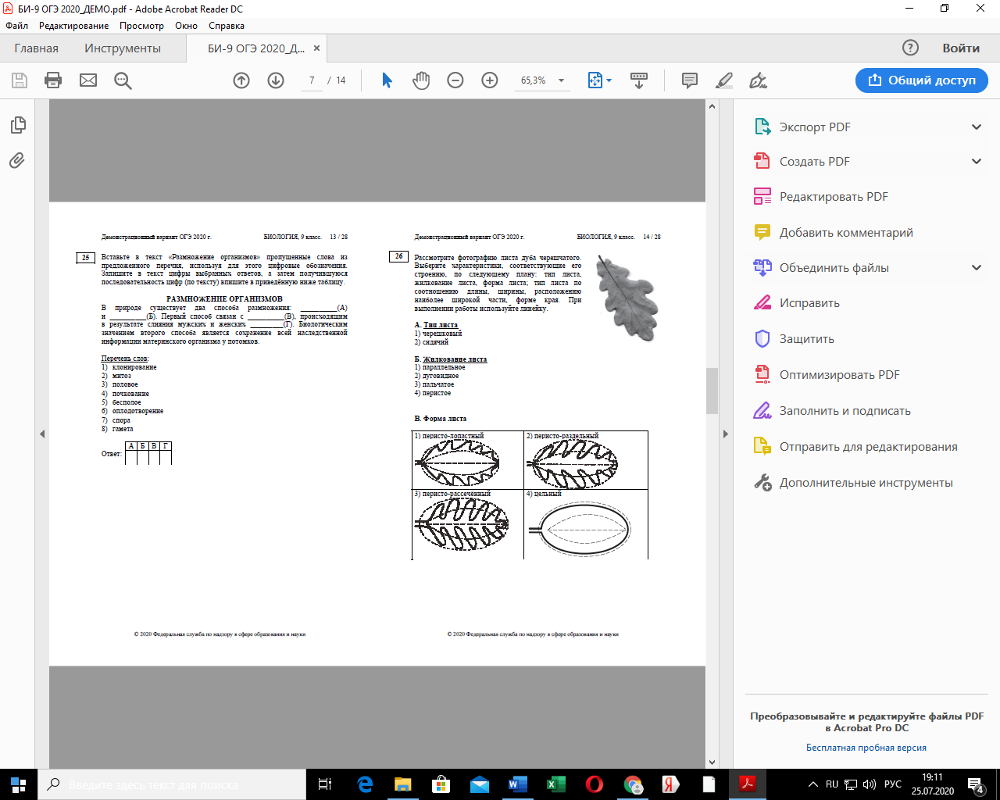 БИ-9 ОГЭ 2020_ДЕМО.pdf - Adobe Acrobat Reader DC
Файл Редактирование Просмотр Окно Справка
Главная Инструменты БИ-9 ОГЭ 2020_Д... × Войти
7 / 14 65,3% Общий доступ
Демонстрационный вариант ОГЭ 2020 г. БИОЛОГИЯ, 9 класс. 13 / 28
25
Вставьте в текст «Размножение организмов» пропущенные слова из
предложенного перечня, используя для этого цифровые обозначения.
Запишите в текст цифры выбранных ответов, а затем получившуюся
последовательность цифр (по тексту) впишите в приведённую ниже таблицу.
РАЗМНОЖЕНИЕ ОРГАНИЗМОВ
В природе существует два способа размножения: ___________(А)
и ___________(Б). Первый способ связан с ___________(В), происходящим
в результате слияния мужских и женских __________(Г). Биологическим
значением второго способа является сохранение всей наследственной
информации материнского организма у потомков.
Перечень слов:
1) клонирование
2) митоз
3) половое
4) почкование
5) бесполое
6) оплодотворение
7) спора
8) гамета
Ответ: А Б В Г
© 2020 Федеральная служба по надзору в сфере образования и науки
Демонстрационный вариант ОГЭ 2020 г. БИОЛОГИЯ, 9 класс. 14 / 28
26
Рассмотрите фотографию листа дуба черешчатого.
Выберите характеристики, соответствующие его
строению, по следующему плану: тип листа,
жилкование листа, форма листа; тип листа по
соотношению длины, ширины, расположению
наиболее широкой части, форме края. При
выполнении работы используйте линейку.
А. Тип листа
1) черешковый
2) сидячий
Б. Жилкование листа
1) параллельное
2) дуговидное
3) пальчатое
4) перистое
В. Форма листа
1) перисто-лопастный 2) перисто-раздельный
3) перисто-рассечённый 4) цельный
© 2020 Федеральная служба по надзору в сфере образования и науки
Экспорт PDF
Создать PDF
Редактировать PDF
Добавить комментарий
Объединить файлы
Исправить
Защитить
Оптимизировать PDF
Заполнить и подписать
Отправить для редактирования
Дополнительные инструменты
Преобразовывайте и редактируйте файлы PDF
в Acrobat Pro DC
Бесплатная пробная версия
Введите здесь текст для поиска
RU РУС 19:11
25.07.2020
4